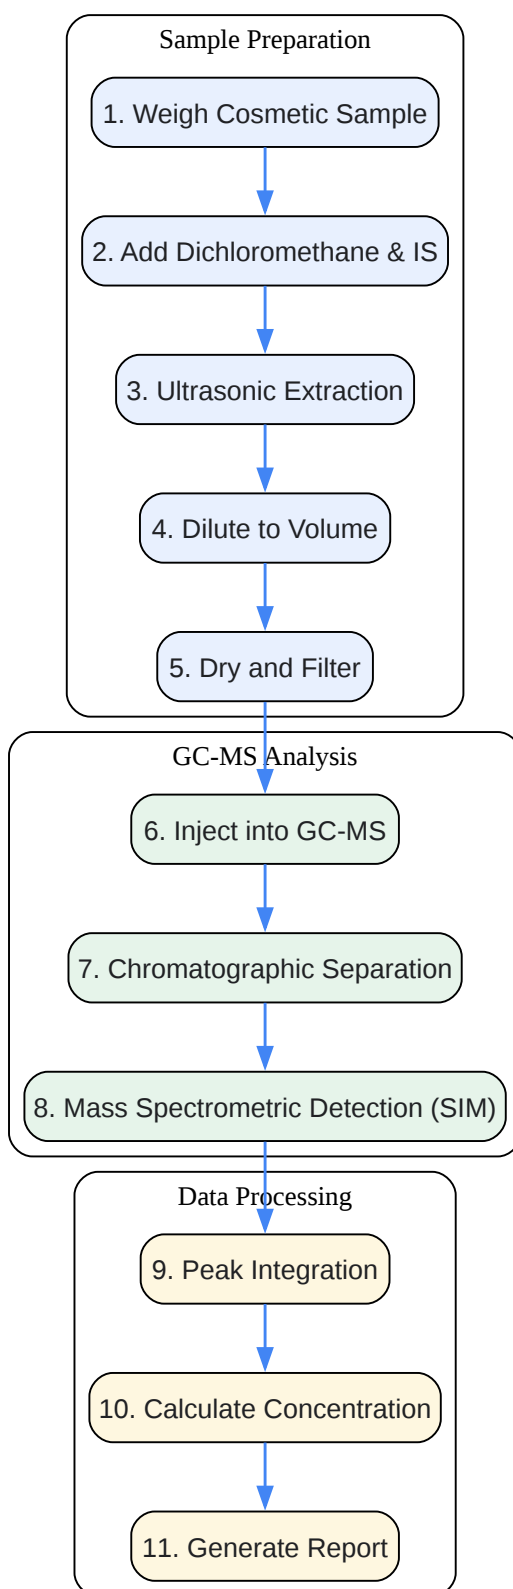 Sample Preparation
1. Weigh Cosmetic Sample
2. Add Dichloromethane & IS
3. Ultrasonic Extraction
4. Dilute to Volume
5. Dry and Filter
GC-MS Analysis
6. Inject into GC-MS
7. Chromatographic Separation
8. Mass Spectrometric Detection (SIM)
Data Processing
9. Peak Integration
10. Calculate Concentration
11. Generate Report